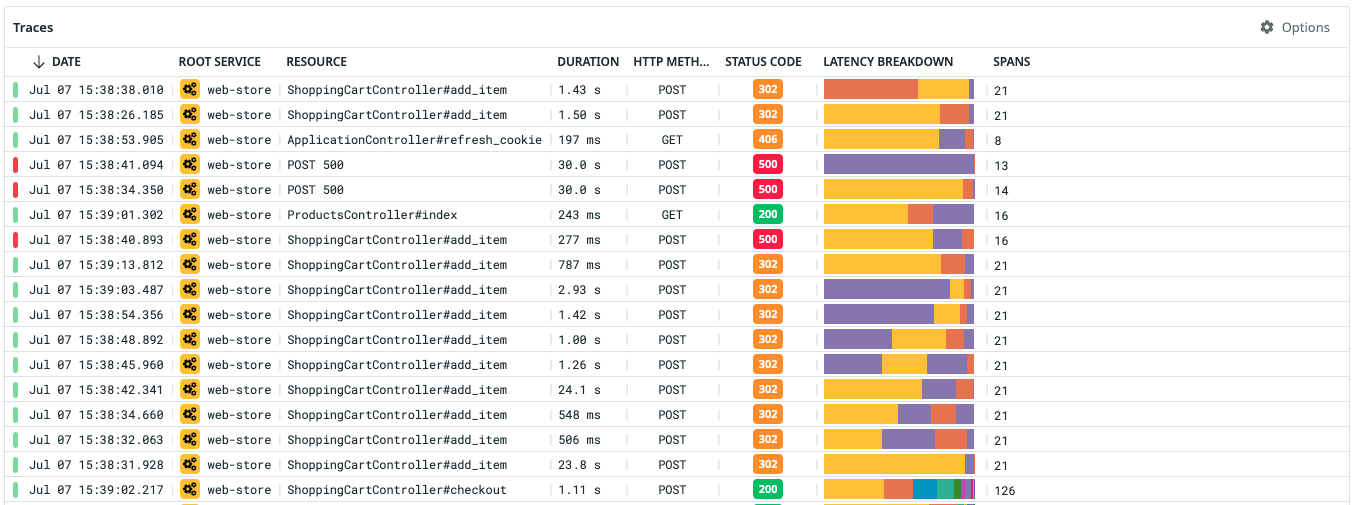 Traces Options
DATE ROOT SERVICE RESOURCE DURATION HTTP METH... STATUS CODE LATENCY BREAKDOWN SPANS
Jul 07 15:38:38.010 web-store ShoppingCartController#add_item 1.43 s POST 302 21
Jul 07 15:38:26.185 web-store ShoppingCartController#add_item 1.50 s POST 302 21
Jul 07 15:38:53.905 web-store ApplicationController#refresh_cookie 197 ms GET 406 8
Jul 07 15:38:41.094 web-store POST 500 30.0 s POST 500 13
Jul 07 15:38:34.350 web-store POST 500 30.0 s POST 500 14
Jul 07 15:39:01.302 web-store ProductsController#index 243 ms GET 200 16
Jul 07 15:38:40.893 web-store ShoppingCartController#add_item 277 ms POST 500 16
Jul 07 15:39:13.812 web-store ShoppingCartController#add_item 787 ms POST 302 21
Jul 07 15:39:03.487 web-store ShoppingCartController#add_item 2.93 s POST 302 21
Jul 07 15:38:54.356 web-store ShoppingCartController#add_item 1.42 s POST 302 21
Jul 07 15:38:48.892 web-store ShoppingCartController#add_item 1.00 s POST 302 21
Jul 07 15:38:45.960 web-store ShoppingCartController#add_item 1.26 s POST 302 21
Jul 07 15:38:42.341 web-store ShoppingCartController#add_item 24.1 s POST 302 21
Jul 07 15:38:34.660 web-store ShoppingCartController#add_item 548 ms POST 302 21
Jul 07 15:38:32.063 web-store ShoppingCartController#add_item 506 ms POST 302 21
Jul 07 15:38:31.928 web-store ShoppingCartController#add_item 23.8 s POST 302 21
Jul 07 15:39:02.217 web-store ShoppingCartController#checkout 1.11 s POST 200 126